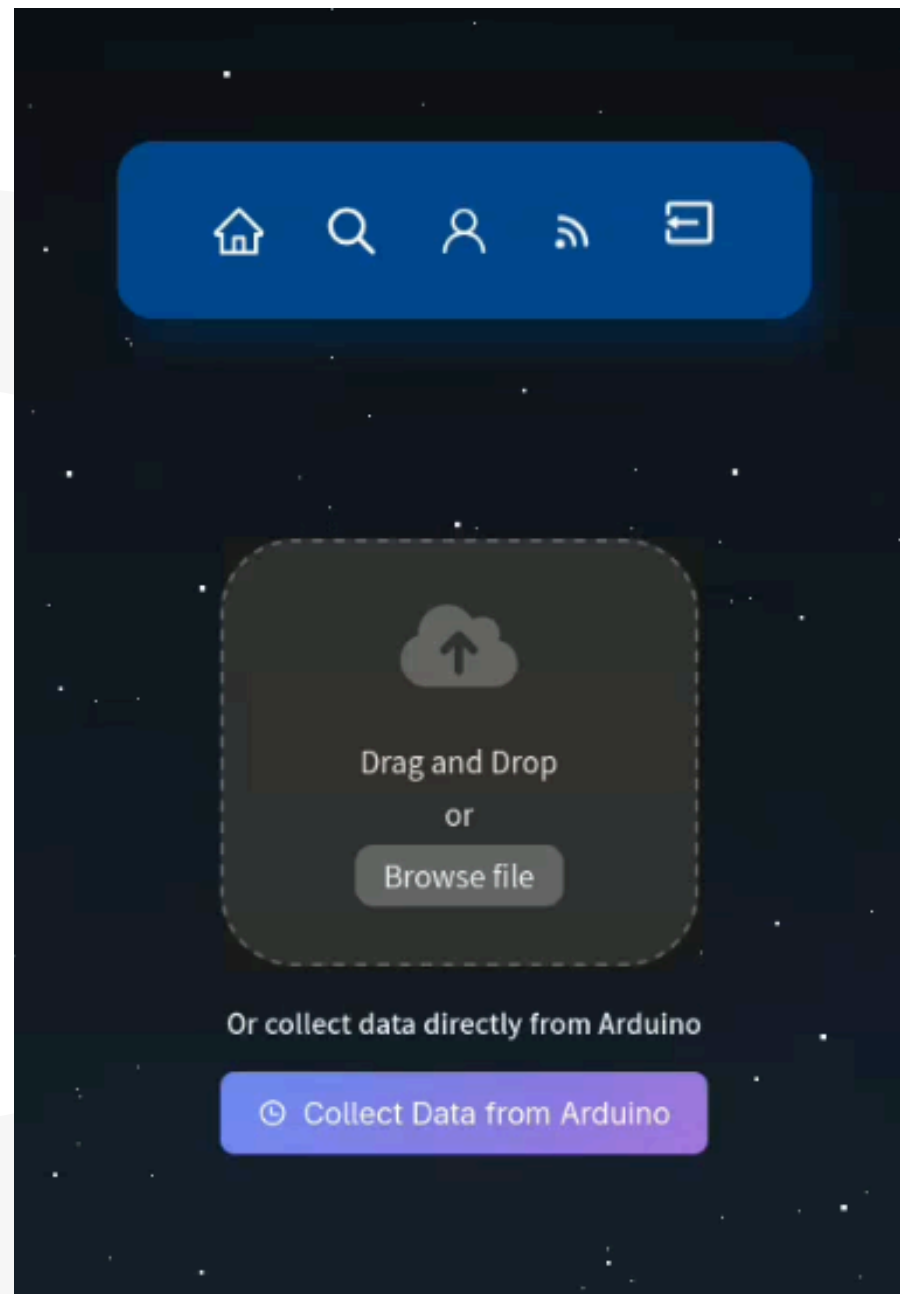 Drag and Drop
or
Browse file
Or collect data directly from Arduino
Collect Data from Arduino